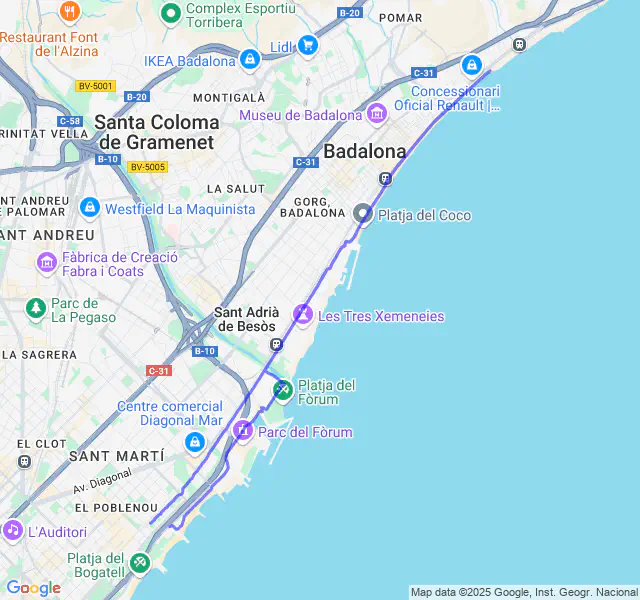 Complex Esportiu
Torribera
POMAR
B-20
Restaurant Font
de l'Alzina
Lidl
B-20
IKEA Badalona
C-31
Concessionari
Oficial Renault |...
BV-5001
B-20
MONTIGALÀ
Museu de Badalona
C-58
Santa Coloma
de Gramenet
TRINITAT VELLA
B-10
BV-5005
C-31
Badalona
LA SALUT
ANT ANDREU
E PALOMAR
Westfield La Maquinista
GORG,
BADALONA
Platja del Coco
ANT ANDREU
Fàbrica de Creació
Fabra i Coats
Parc de
La Pegaso
Sant Adrià
de Besòs
Les Tres Xemeneies
B-10
LA SAGRERA
C-31
Platja del
Fòrum
Centre comercial
Diagonal Mar
Parc del Fòrum
EL CLOT
SANT MARTÍ
Av. Diagonal
EL POBLENOU
L'Auditori
Platja del
Bogatell
Google
Map data ©2025 Google, Inst. Geogr. Nacional